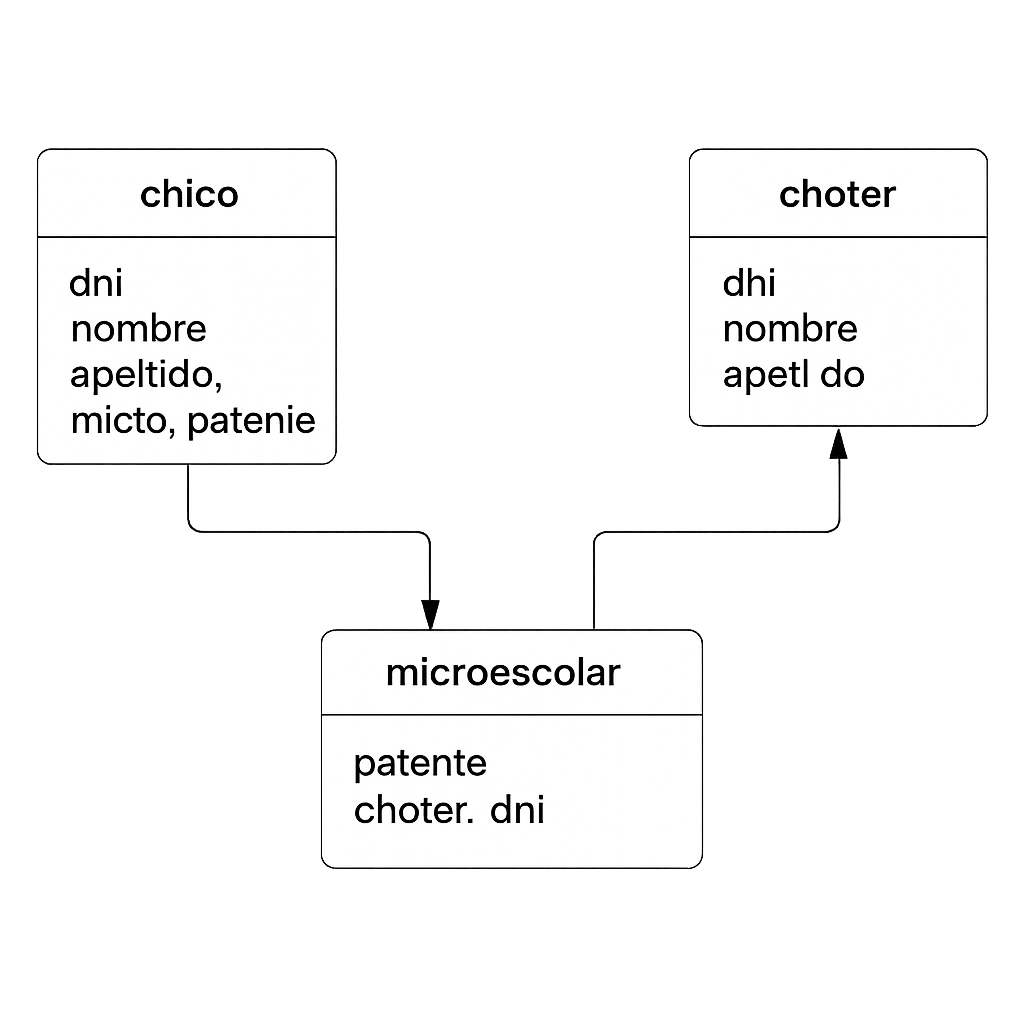 chico
dni
nombre
apeltido,
micto, patenie
choter
dhi
nombre
apetl do
microescolar
patente
choter. dni